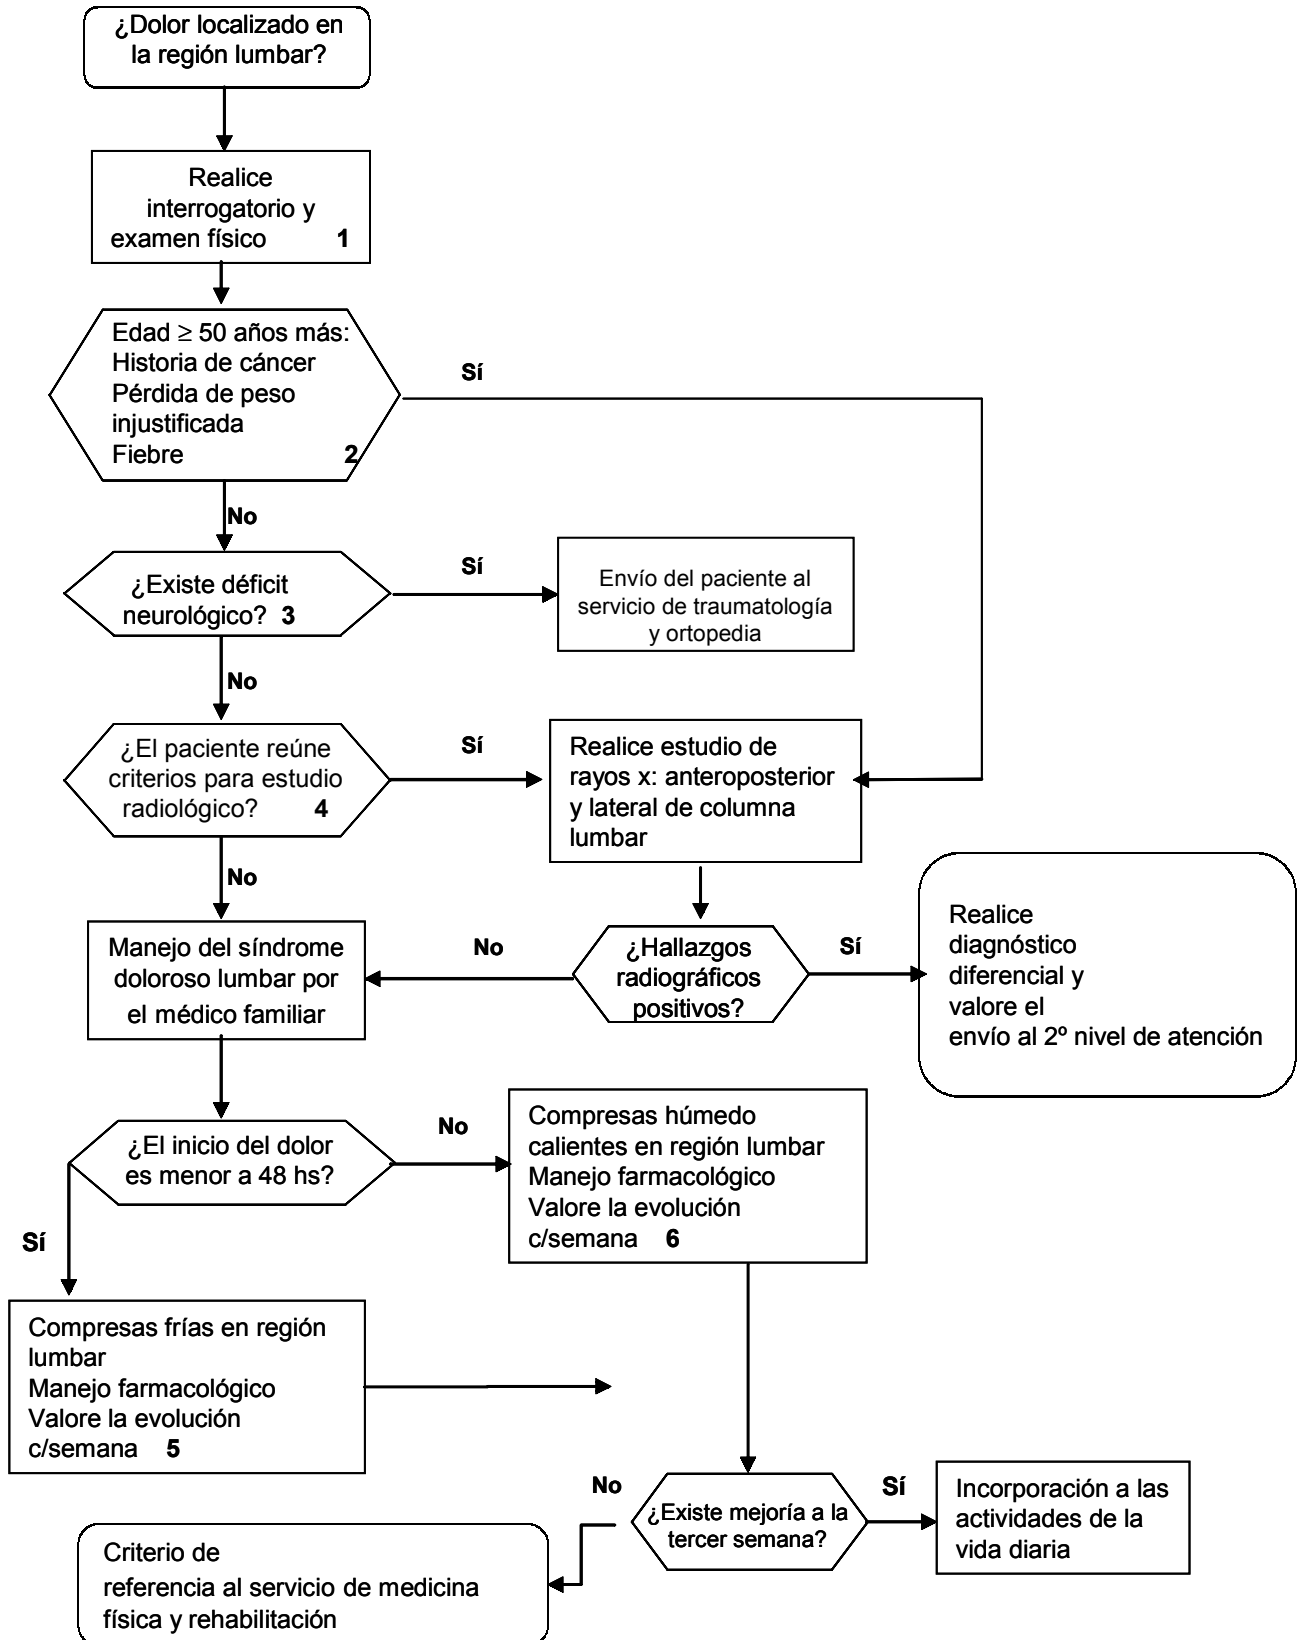 ¿Dolor localizado en
la región lumbar?
Realice
interrogatorio y
examen físico 1
Edad ≥ 50 años más:
Historia de cáncer
Pérdida de peso
injustificada
Fiebre 2
Sí
No
¿Existe déficit
neurológico? 3
Sí
Envío del paciente al
servicio de traumatología
y ortopedia
No
¿El paciente reúne
criterios para estudio
radiológico? 4
Sí
Realice estudio de
rayos x: anteroposterior
y lateral de columna
lumbar
No
Manejo del síndrome
doloroso lumbar por
el médico familiar
No
¿Hallazgos
radiográficos
positivos?
Sí
Realice
diagnóstico
diferencial y
valore el
envío al 2º nivel de atención
¿El inicio del dolor
es menor a 48 hs?
No
Compresas húmedo
calientes en región lumbar
Manejo farmacológico
Valore la evolución
c/semana 6
Sí
Compresas frías en región
lumbar
Manejo farmacológico
Valore la evolución
c/semana 5
No
¿Existe mejoría a la
tercer semana?
Sí
Incorporación a las
actividades de la
vida diaria
Criterio de
referencia al servicio de medicina
física y rehabilitación